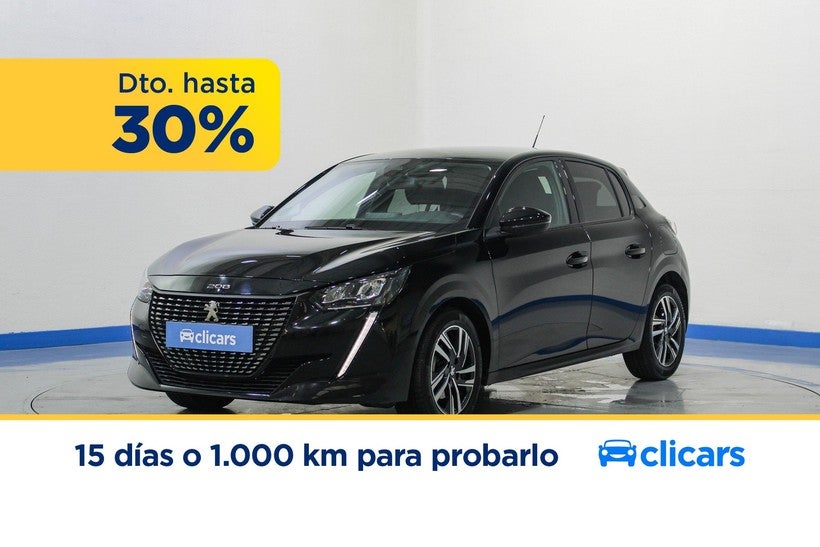 Dto. hasta
30%
208
clicars
15 días o 1.000 km para probarlo
clicars